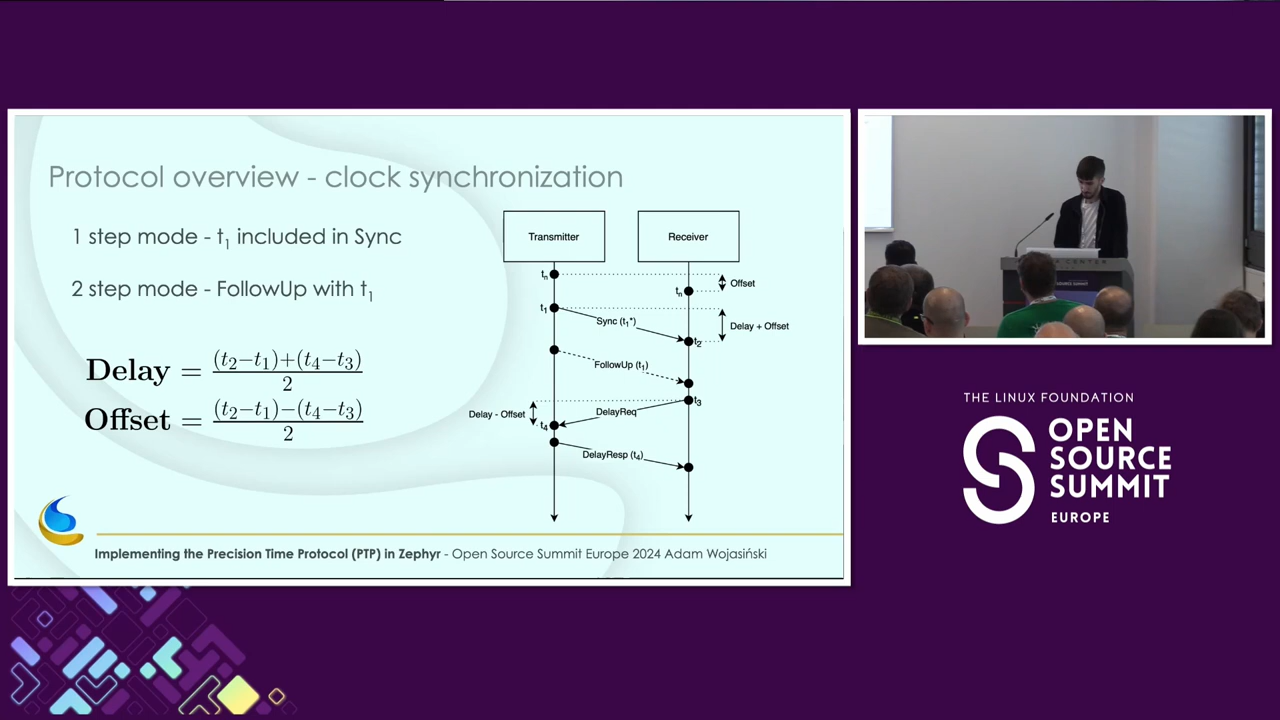 Protocol overview - clock synchronization
1 step mode - t₁ included in Sync
2 step mode - FollowUp with t₁
Delay = (t₂−t₁)+(t₄−t₃) / 2
Offset = (t₂−t₁)−(t₄−t₃) / 2
Transmitter
Receiver
tₙ
tₙ
Offset
t₁
Sync (t₁*)
Delay + Offset
t₂
FollowUp (t₁)
t₃
Delay - Offset
DelayReq
t₄
DelayResp (t₄)
Implementing the Precision Time Protocol (PTP) in Zephyr - Open Source Summit Europe 2024 Adam Wojasiński
THE LINUX FOUNDATION
OPEN
SOURCE
SUMMIT
EUROPE